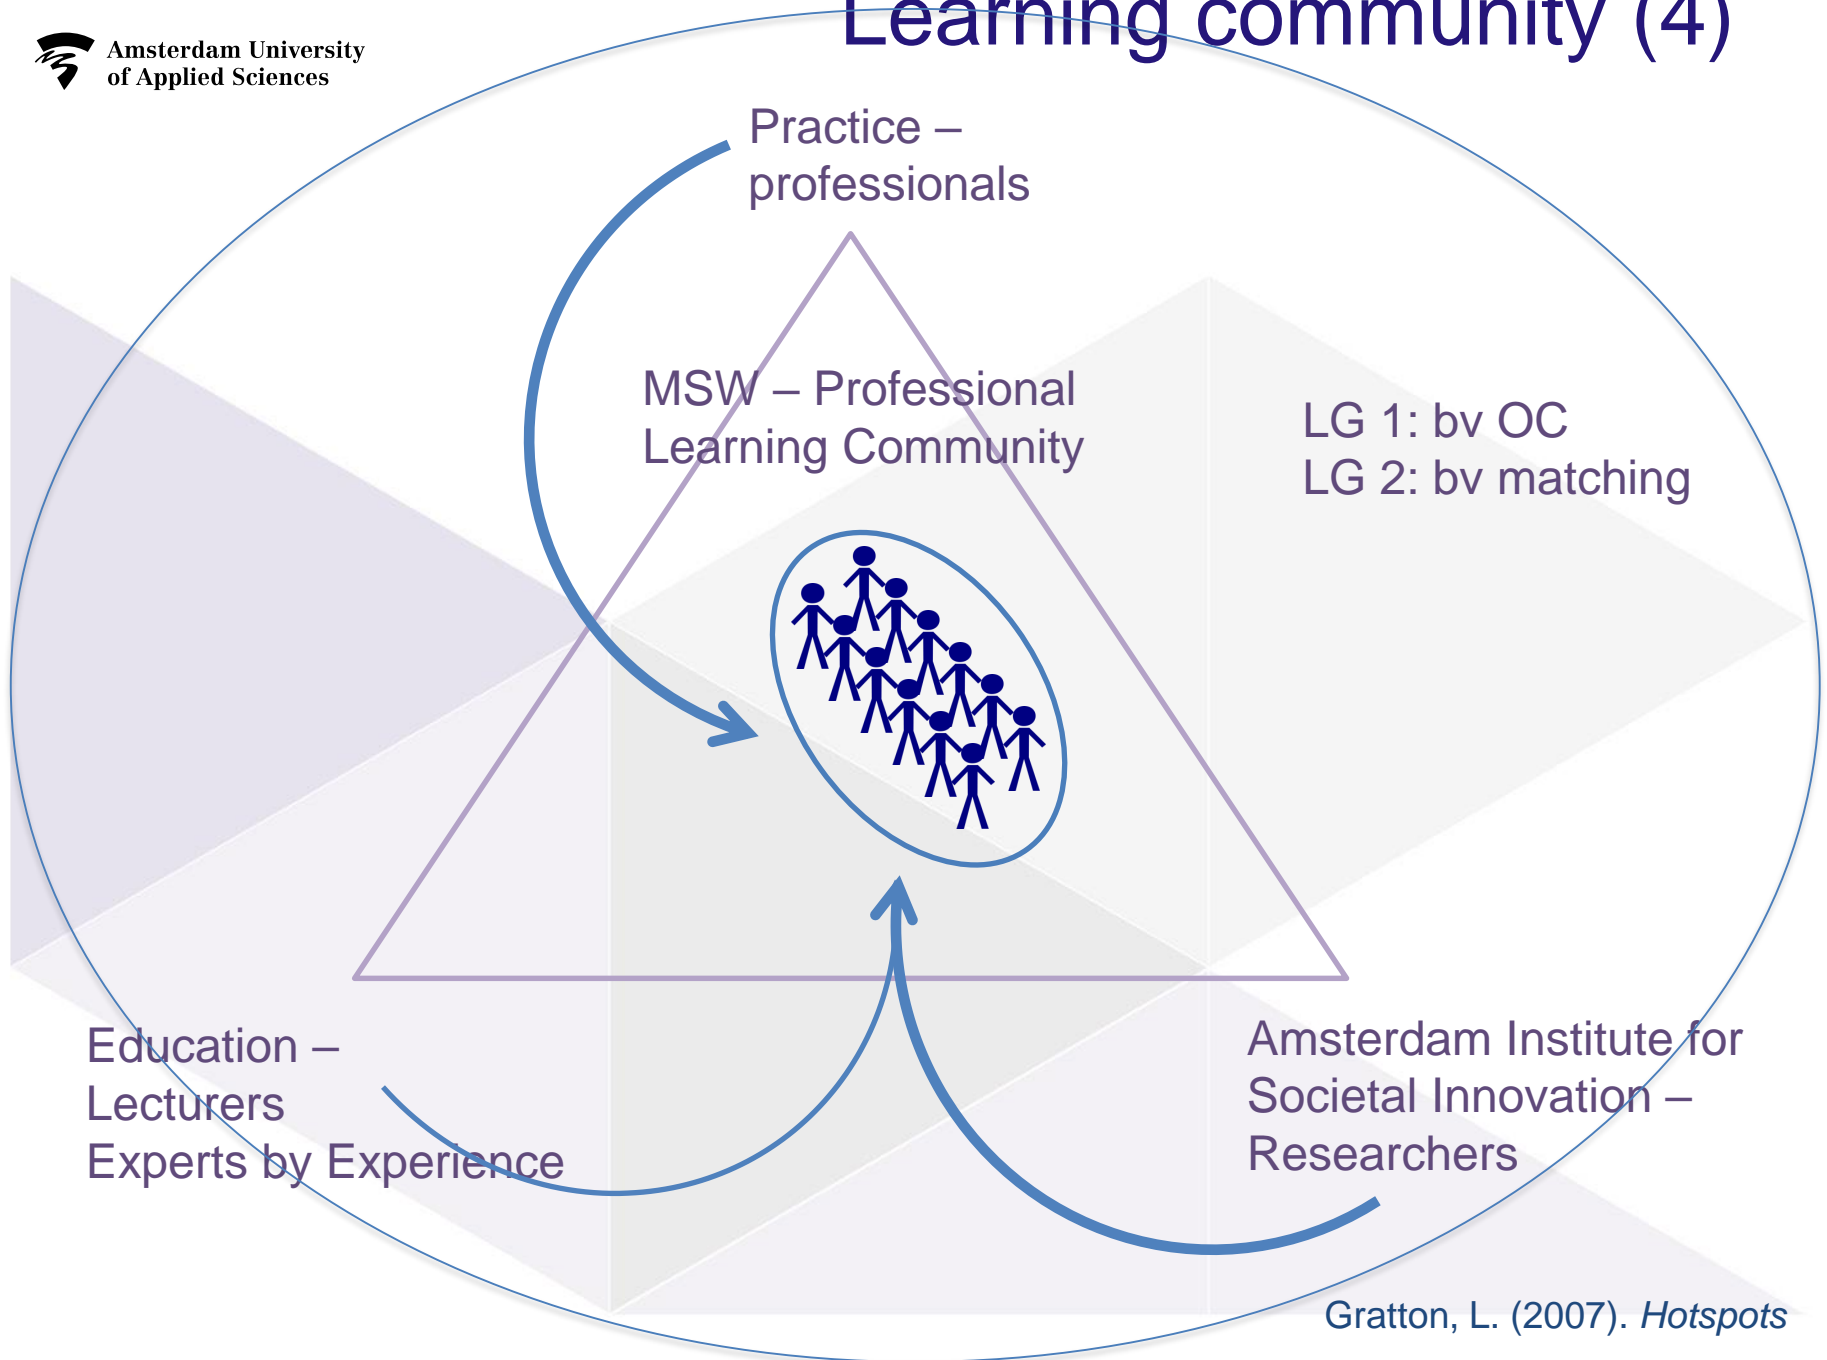 Learning community (4)
Amsterdam University
of Applied Sciences
Practice –
professionals
MSW – Professional
Learning Community
LG 1: bv OC
LG 2: bv matching
Education –
Lecturers
Experts by Experience
Amsterdam Institute for
Societal Innovation –
Researchers
Gratton, L. (2007). Hotspots